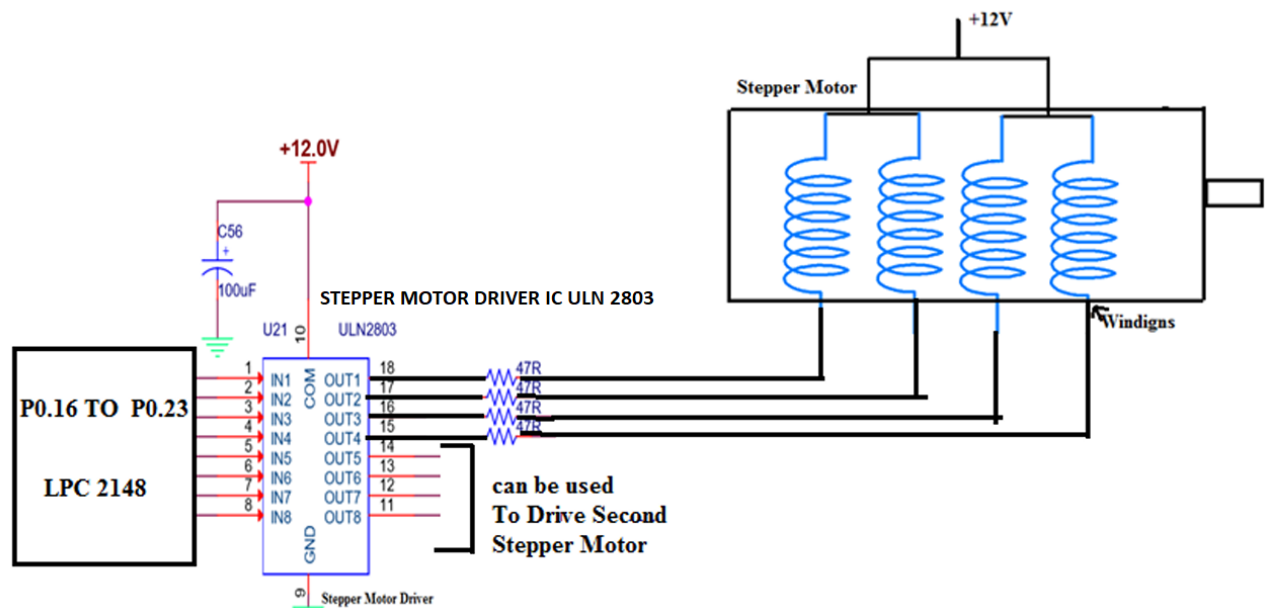 +12V
Stepper Motor
+12.0V
C56
+
100uF
STEPPER MOTOR DRIVER IC ULN 2803
Windigns
U21
ULN2803
10
P0.16 TO P0.23
LPC 2148
1 IN1 COM OUT1 18 47R
2 IN2 OUT2 17 47R
3 IN3 OUT3 16 47R
4 IN4 OUT4 15 47R
5 IN5 OUT5 14
6 IN6 OUT6 13
7 IN7 OUT7 12
8 IN8 OUT8 11
GND
9
can be used
To Drive Second
Stepper Motor
Stepper Motor Driver